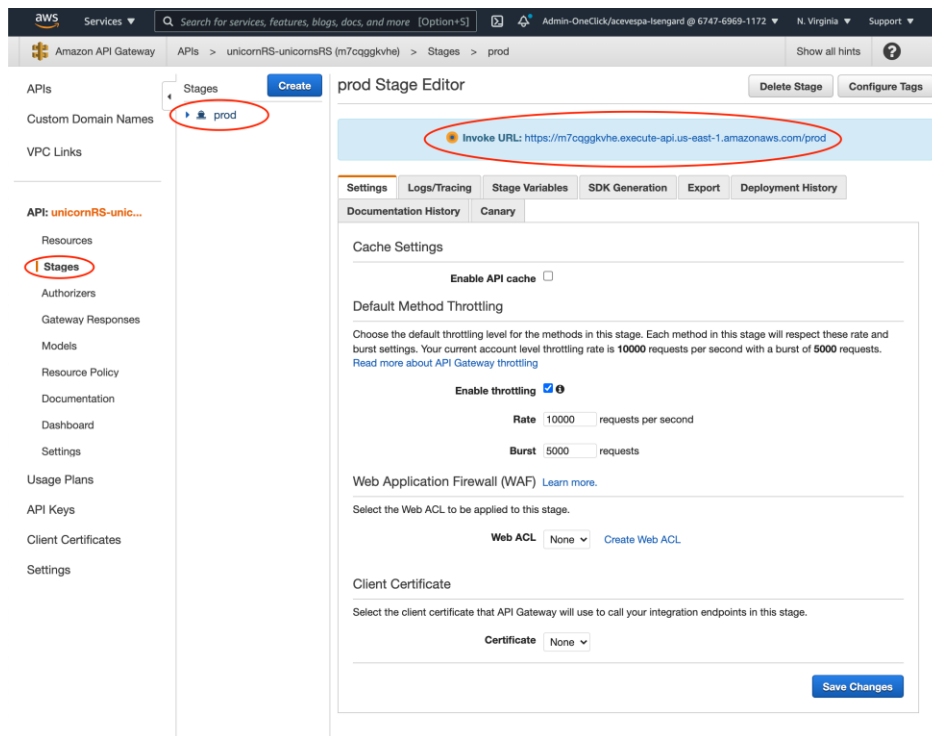 aws Services ▼ Search for services, features, blogs, docs, and more [Option+S] Admin-OneClick/acevespa-Isengard @ 6747-6969-1172 ▼ N. Virginia ▼ Support ▼
Amazon API Gateway APIs > unicornRS-unicornsRS (m7cqggkvhe) > Stages > prod Show all hints ?
APIs
Custom Domain Names
VPC Links
API: unicornRS-unic...
Resources
Stages
Authorizers
Gateway Responses
Models
Resource Policy
Documentation
Dashboard
Settings
Usage Plans
API Keys
Client Certificates
Settings
Stages Create
prod
prod Stage Editor Delete Stage Configure Tags
Invoke URL: https://m7cqggkvhe.execute-api.us-east-1.amazonaws.com/prod
Settings Logs/Tracing Stage Variables SDK Generation Export Deployment History
Documentation History Canary
Cache Settings
Enable API cache
Default Method Throttling
Choose the default throttling level for the methods in this stage. Each method in this stage will respect these rate and
burst settings. Your current account level throttling rate is 10000 requests per second with a burst of 5000 requests.
Read more about API Gateway throttling
Enable throttling
Rate 10000 requests per second
Burst 5000 requests
Web Application Firewall (WAF) Learn more.
Select the Web ACL to be applied to this stage.
Web ACL None Create Web ACL
Client Certificate
Select the client certificate that API Gateway will use to call your integration endpoints in this stage.
Certificate None
Save Changes